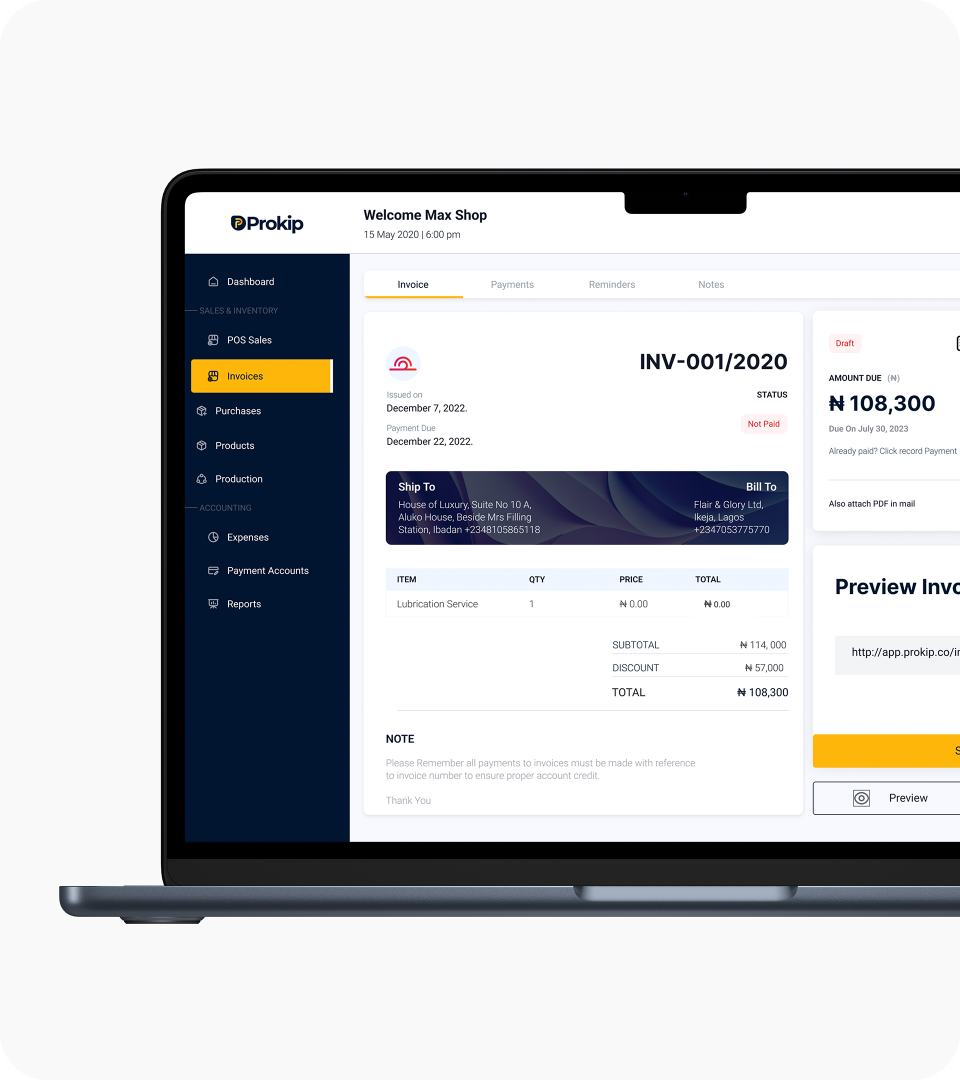 Prokip
Welcome Max Shop
15 May 2020 | 6:00 pm
Dashboard
SALES & INVENTORY
POS Sales
Invoices
Purchases
Products
Production
ACCOUNTING
Expenses
Payment Accounts
Reports
Invoice Payments Reminders Notes
INV-001/2020
Issued on
December 7, 2022.
Payment Due
December 22, 2022.
STATUS
Not Paid
Ship To
House of Luxury, Suite No 10 A,
Aluko House, Beside Mrs Filling
Station, Ibadan +2348105865118
Bill To
Flair & Glory Ltd,
Ikeja, Lagos
+2347053775770
ITEM QTY PRICE TOTAL
Lubrication Service 1 ₦ 0.00 ₦ 0.00
SUBTOTAL ₦ 114, 000
DISCOUNT ₦ 57,000
TOTAL ₦ 108,300
NOTE
Please Remember all payments to invoices must be made with reference
to invoice number to ensure proper account credit.
Thank You
Draft
AMOUNT DUE (₦)
₦ 108,300
Due On July 30, 2023
Already paid? Click record Payment
Also attach PDF in mail
Preview Invo
http://app.prokip.co/in
S
Preview